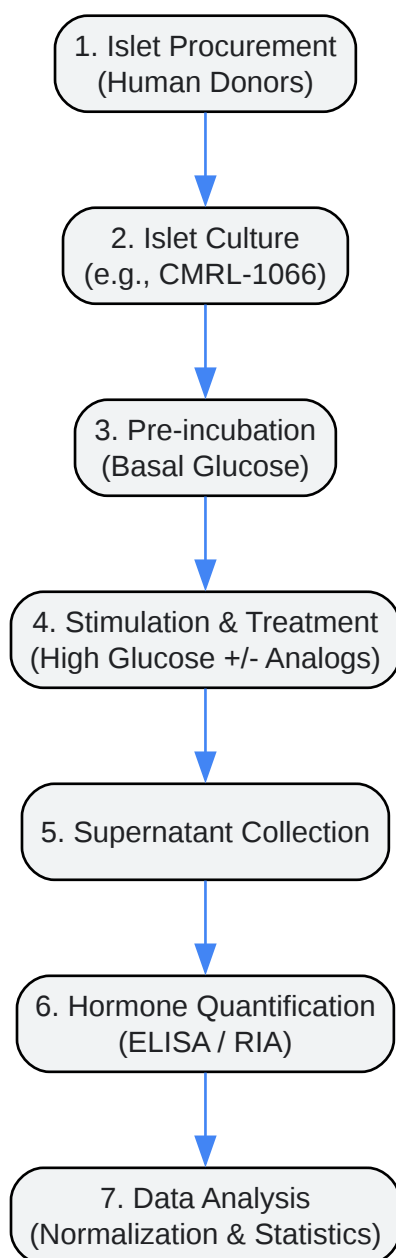 1. Islet Procurement
(Human Donors)
2. Islet Culture
(e.g., CMRL-1066)
3. Pre-incubation
(Basal Glucose)
4. Stimulation & Treatment
(High Glucose +/- Analogs)
5. Supernatant Collection
6. Hormone Quantification
(ELISA / RIA)
7. Data Analysis
(Normalization & Statistics)